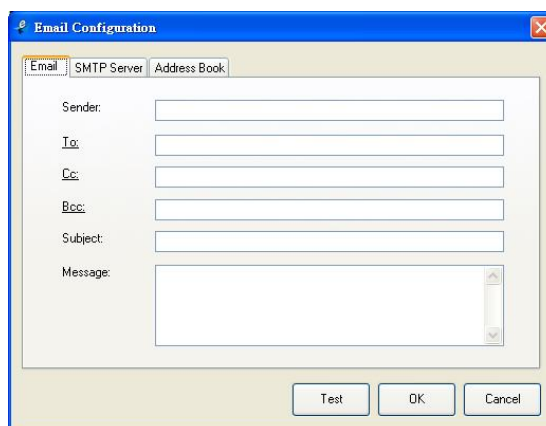 Email Configuration
Email SMTP Server Address Book
Sender:
To:
Cc:
Bcc:
Subject:
Message:
Test OK Cancel